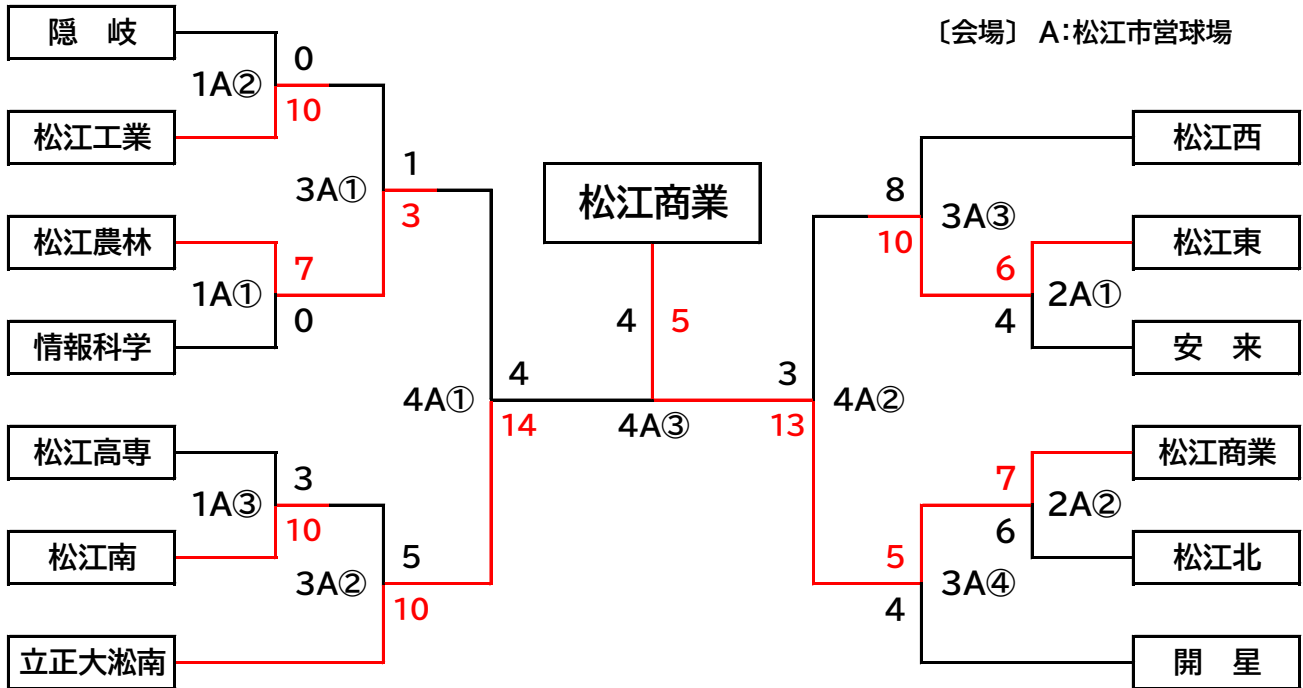 〔会場〕 A:松江市営球場
隠 岐
0
1A②
10
松江工業
1
3A①
3
松江農林
7
1A①
0
情報科学
4
4A①
14
松江高専
3
1A③
10
松江南
5
3A②
10
立正大淞南
松江商業
4 5
4A③
松江西
8
3A③
10
松江東
6
2A①
4
安 来
3
4A②
13
松江商業
7
2A②
6
松江北
5
3A④
4
開 星